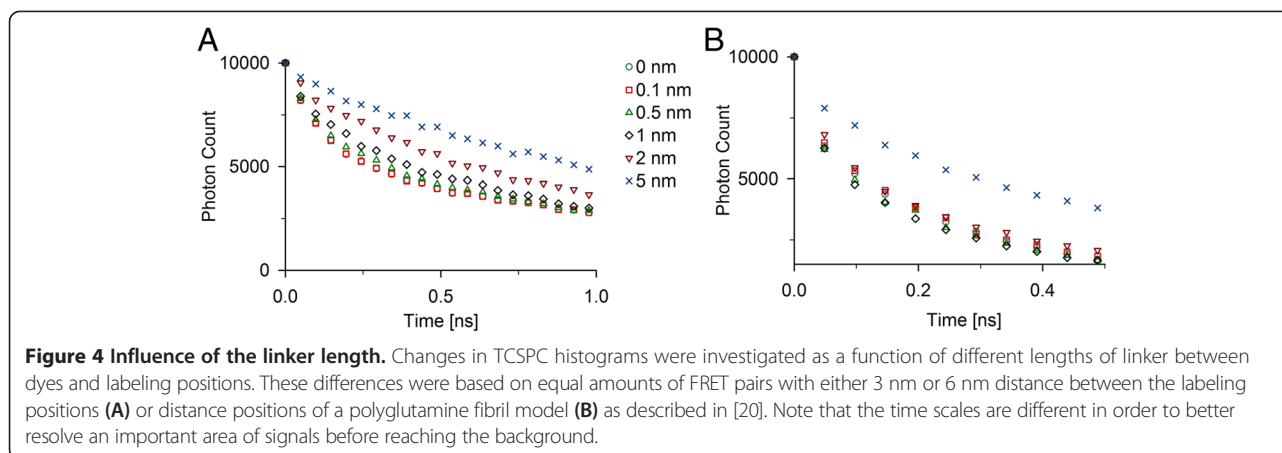 A
B
10000
5000
0
Photon Count
0.0
0.5
1.0
Time [ns]
0 nm
0.1 nm
0.5 nm
1 nm
2 nm
5 nm
10000
5000
Photon Count
0.0
0.2
0.4
Time [ns]
Figure 4 Influence of the linker length. Changes in TCSPC histograms were investigated as a function of different lengths of linker between
dyes and labeling positions. These differences were based on equal amounts of FRET pairs with either 3 nm or 6 nm distance between the labeling
positions (A) or distance positions of a polyglutamine fibril model (B) as described in [20]. Note that the time scales are different in order to better
resolve an important area of signals before reaching the background.